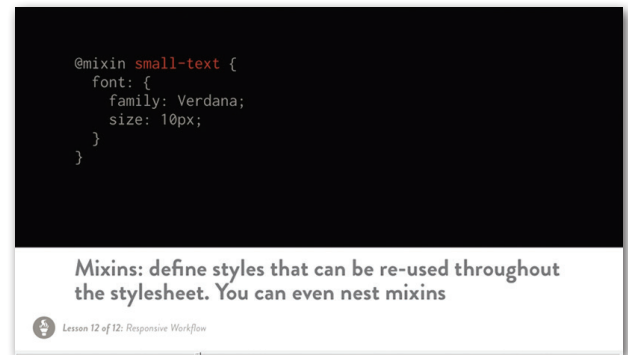 @mixin small-text {
font: {
family: Verdana;
size: 10px;
}
}
Mixins: define styles that can be re-used throughout
the stylesheet. You can even nest mixins
Lesson 12 of 12: Responsive Workflow